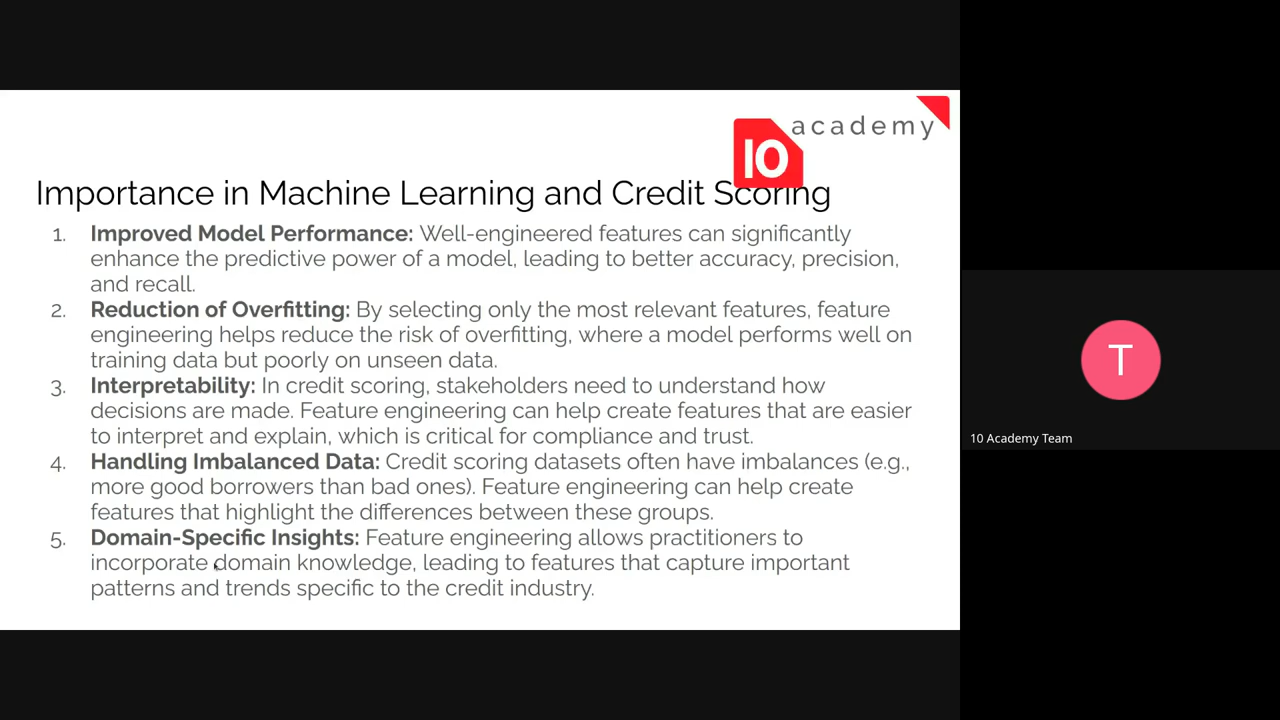 academy
10
Importance in Machine Learning and Credit Scoring
1. Improved Model Performance: Well-engineered features can significantly
enhance the predictive power of a model, leading to better accuracy, precision,
and recall.
2. Reduction of Overfitting: By selecting only the most relevant features, feature
engineering helps reduce the risk of overfitting, where a model performs well on
training data but poorly on unseen data.
3. Interpretability: In credit scoring, stakeholders need to understand how
decisions are made. Feature engineering can help create features that are easier
to interpret and explain, which is critical for compliance and trust.
4. Handling Imbalanced Data: Credit scoring datasets often have imbalances (e.g.,
more good borrowers than bad ones). Feature engineering can help create
features that highlight the differences between these groups.
5. Domain-Specific Insights: Feature engineering allows practitioners to
incorporate domain knowledge, leading to features that capture important
patterns and trends specific to the credit industry.
T
10 Academy Team